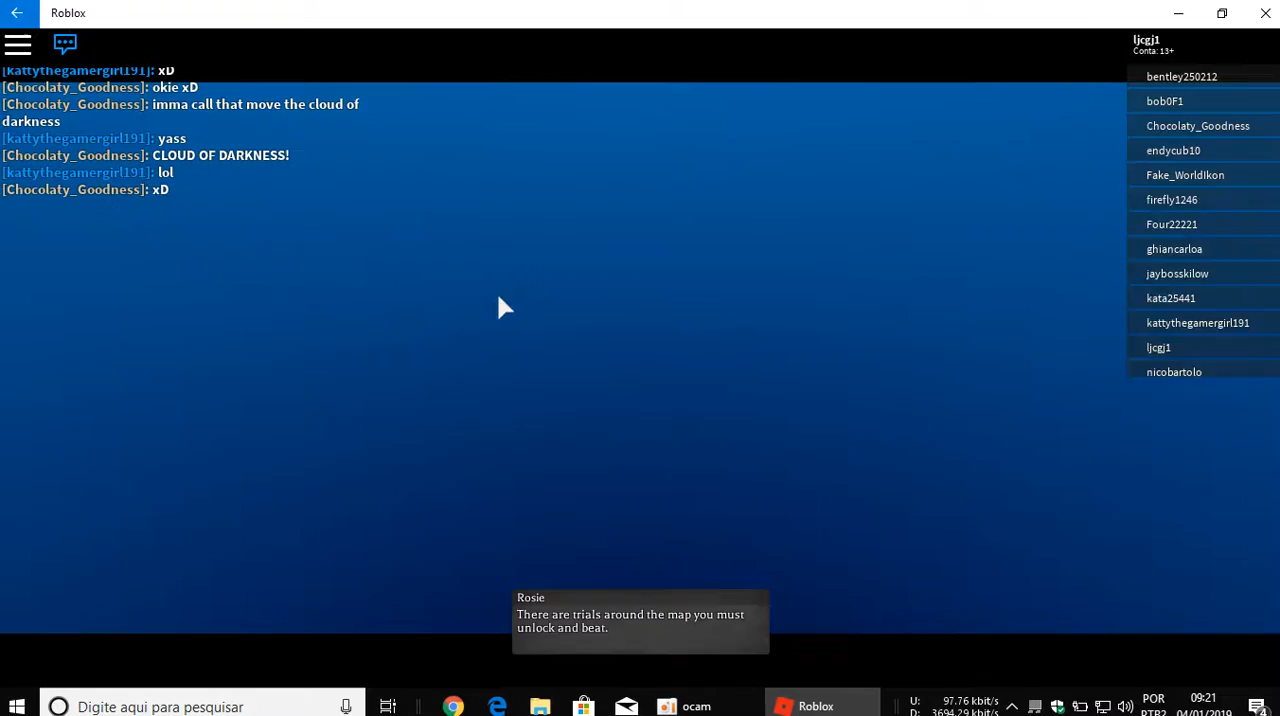 Roblox
ljcgj1
Conta: 13+
[kattythegamergirl191]: xD
[Chocolaty_Goodness]: okie xD
[Chocolaty_Goodness]: imma call that move the cloud of
darkness
[kattythegamergirl191]: yass
[Chocolaty_Goodness]: CLOUD OF DARKNESS!
[kattythegamergirl191]: lol
[Chocolaty_Goodness]: xD
bentley250212
bob0F1
Chocolaty_Goodness
endycub10
Fake_WorldIkon
firefly1246
Four22221
ghiancarloa
jaybosskilow
kata25441
kattythegamergirl191
ljcgj1
nicobartolo
Rosie
There are trials around the map you must
unlock and beat.
Digite aqui para pesquisar
ocam
Roblox
U: 97.76 kbit/s
D: 3694.29 kbit/s
POR
PTB2
09:21
04/01/2019
4